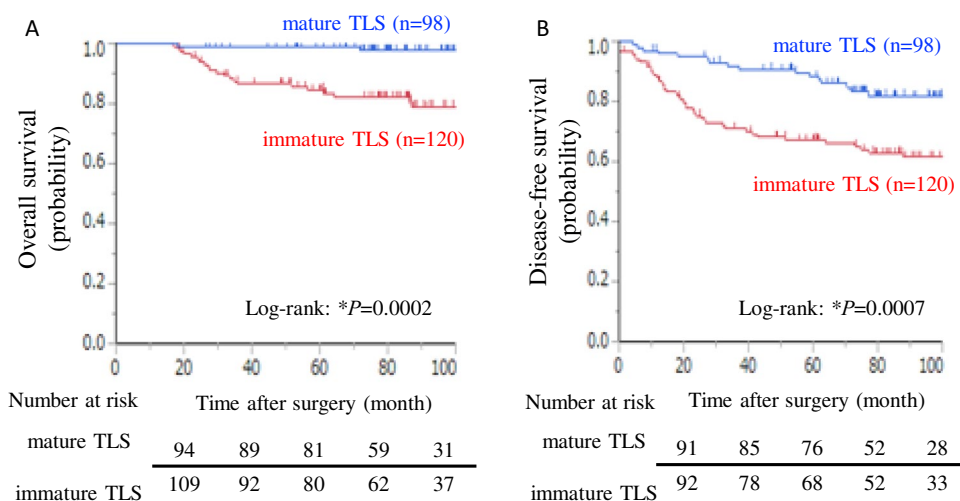 A
mature TLS (n=98)
1.0
0.8
immature TLS (n=120)
0.6
0.4
0.2
0.0
Overall survival
(probability)
Log-rank: *P=0.0002
0 20 40 60 80 100
Number at risk Time after surgery (month)
mature TLS 94 89 81 59 31
immature TLS 109 92 80 62 37
B
mature TLS (n=98)
1.0
0.8
0.6
immature TLS (n=120)
0.4
0.2
0.0
Disease-free survival
(probability)
Log-rank: *P=0.0007
0 20 40 60 80 100
Number at risk Time after surgery (month)
mature TLS 91 85 76 52 28
immature TLS 92 78 68 52 33